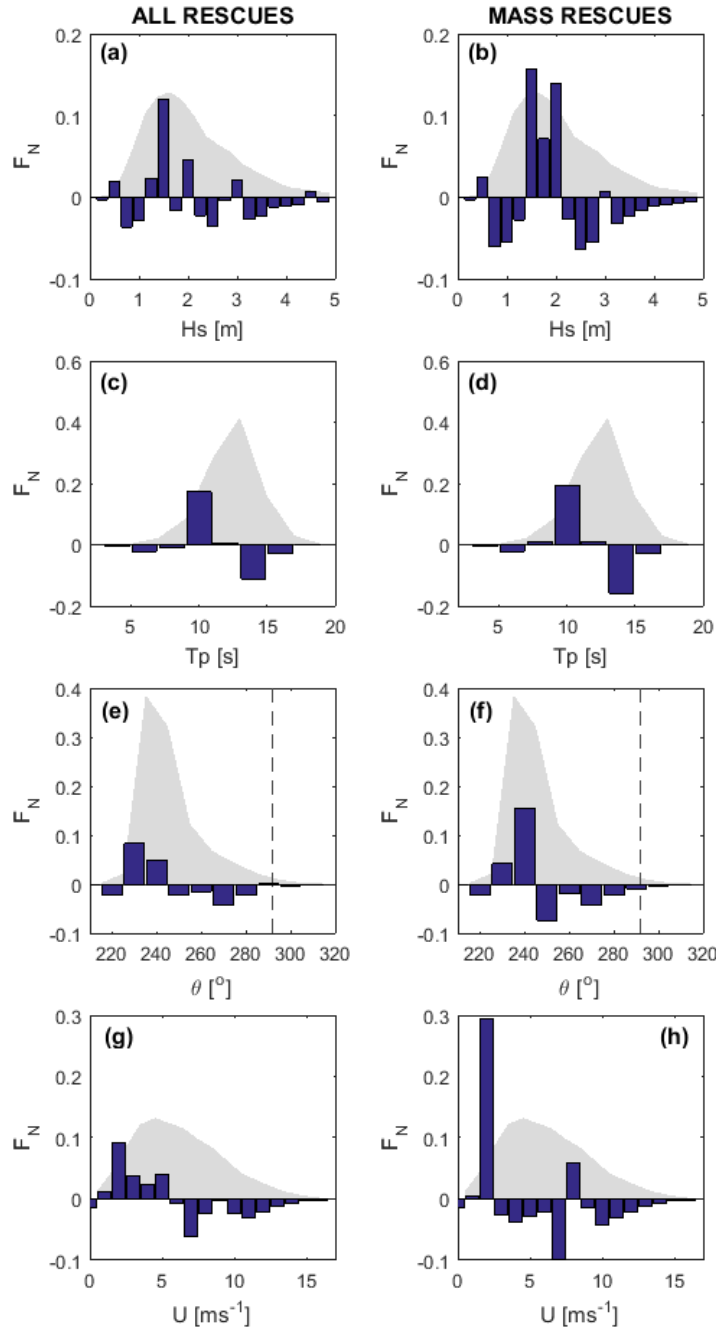 ALL RESCUES MASS RESCUES
(a) (b)
0.2 0.2
0.1 0.1
0 0
-0.1 -0.1
F_N F_N
0 1 2 3 4 5 0 1 2 3 4 5
Hs [m] Hs [m]
(c) (d)
0.6 0.6
0.4 0.4
0.2 0.2
0 0
-0.2 -0.2
F_N F_N
5 10 15 20 5 10 15 20
Tp [s] Tp [s]
(e) (f)
0.4 0.4
0.3 0.3
0.2 0.2
0.1 0.1
0 0
-0.1 -0.1
F_N F_N
220 240 260 280 300 320 220 240 260 280 300 320
θ [°] θ [°]
(g) (h)
0.3 0.3
0.2 0.2
0.1 0.1
0 0
-0.1 -0.1
F_N F_N
0 5 10 15 0 5 10 15
U [ms⁻¹] U [ms⁻¹]